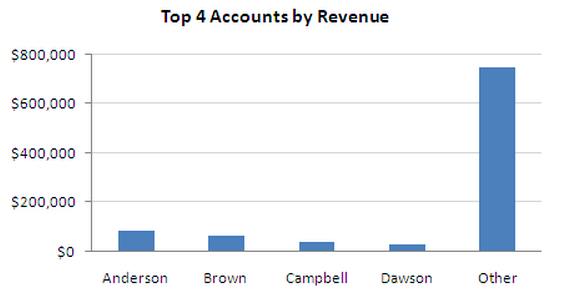 Top 4 Accounts by Revenue
$800,000
$600,000
$400,000
$200,000
$0
Anderson Brown Campbell Dawson Other